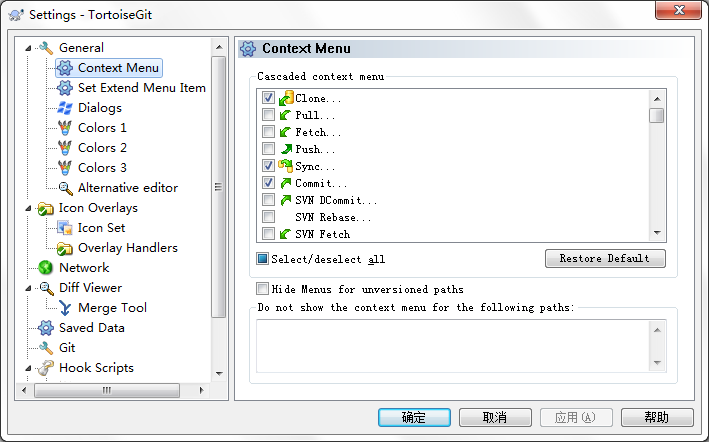 Settings - TortoiseGit
General
Context Menu
Set Extend Menu Item
Dialogs
Colors 1
Colors 2
Colors 3
Alternative editor
Icon Overlays
Icon Set
Overlay Handlers
Network
Diff Viewer
Merge Tool
Saved Data
Git
Hook Scripts
Context Menu
Cascaded context menu
Clone...
Pull...
Fetch...
Push...
Sync...
Commit...
SVN DCommit...
SVN Rebase...
SVN Fetch
Select/deselect all
Restore Default
Hide Menus for unversioned paths
Do not show the context menu for the following paths:
确定
取消
应用(A)
帮助